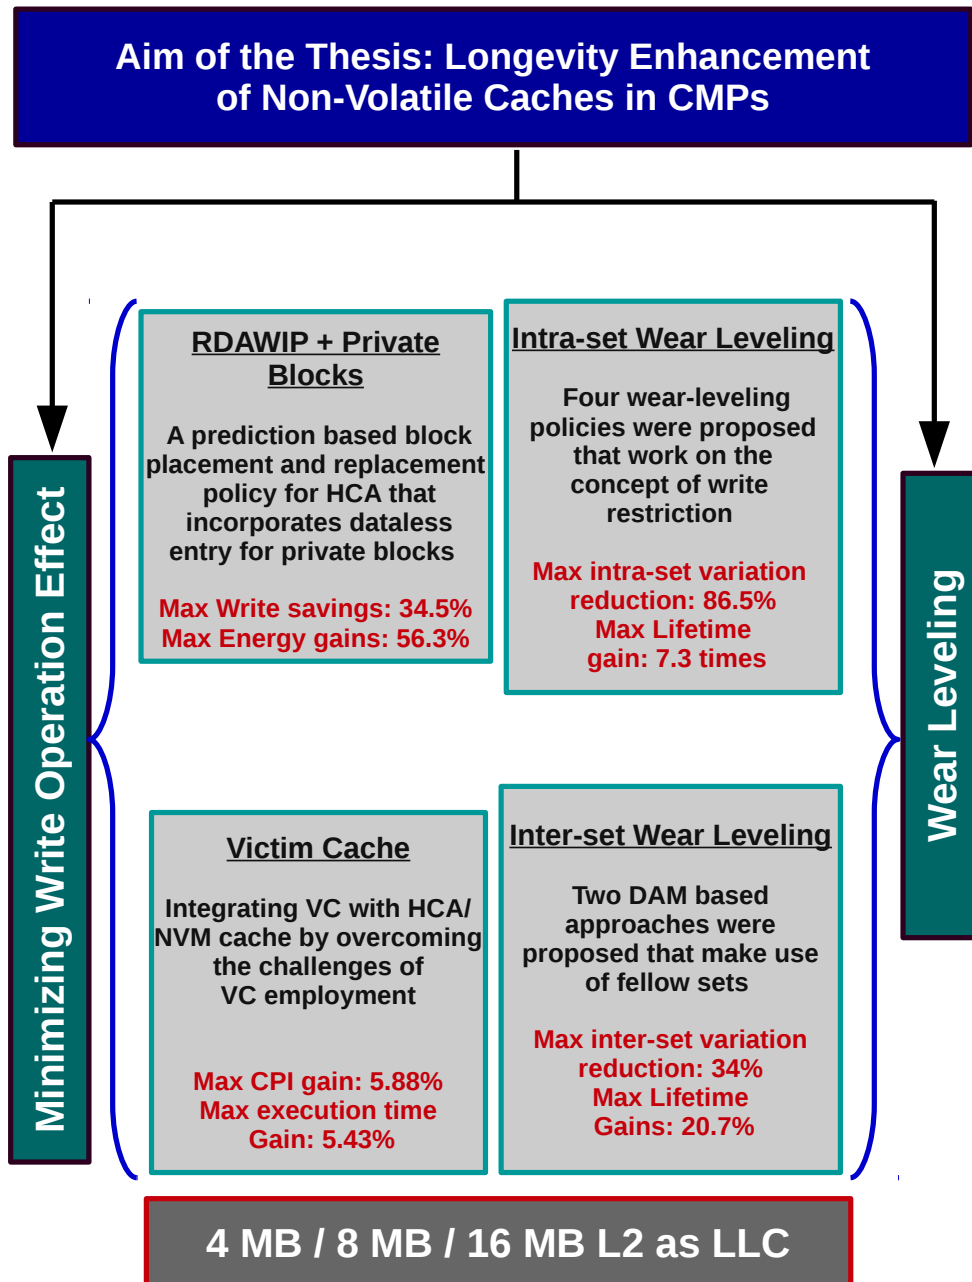 Aim of the Thesis: Longevity Enhancement
of Non-Volatile Caches in CMPs
Minimizing Write Operation Effect
RDAWIP + Private
Blocks
A prediction based block
placement and replacement
policy for HCA that
incorporates dataless
entry for private blocks
Max Write savings: 34.5%
Max Energy gains: 56.3%
Intra-set Wear Leveling
Four wear-leveling
policies were proposed
that work on the
concept of write
restriction
Max intra-set variation
reduction: 86.5%
Max Lifetime
gain: 7.3 times
Victim Cache
Integrating VC with HCA/
NVM cache by overcoming
the challenges of
VC employment
Max CPI gain: 5.88%
Max execution time
Gain: 5.43%
Inter-set Wear Leveling
Two DAM based
approaches were
proposed that make use
of fellow sets
Max inter-set variation
reduction: 34%
Max Lifetime
Gains: 20.7%
Wear Leveling
4 MB / 8 MB / 16 MB L2 as LLC